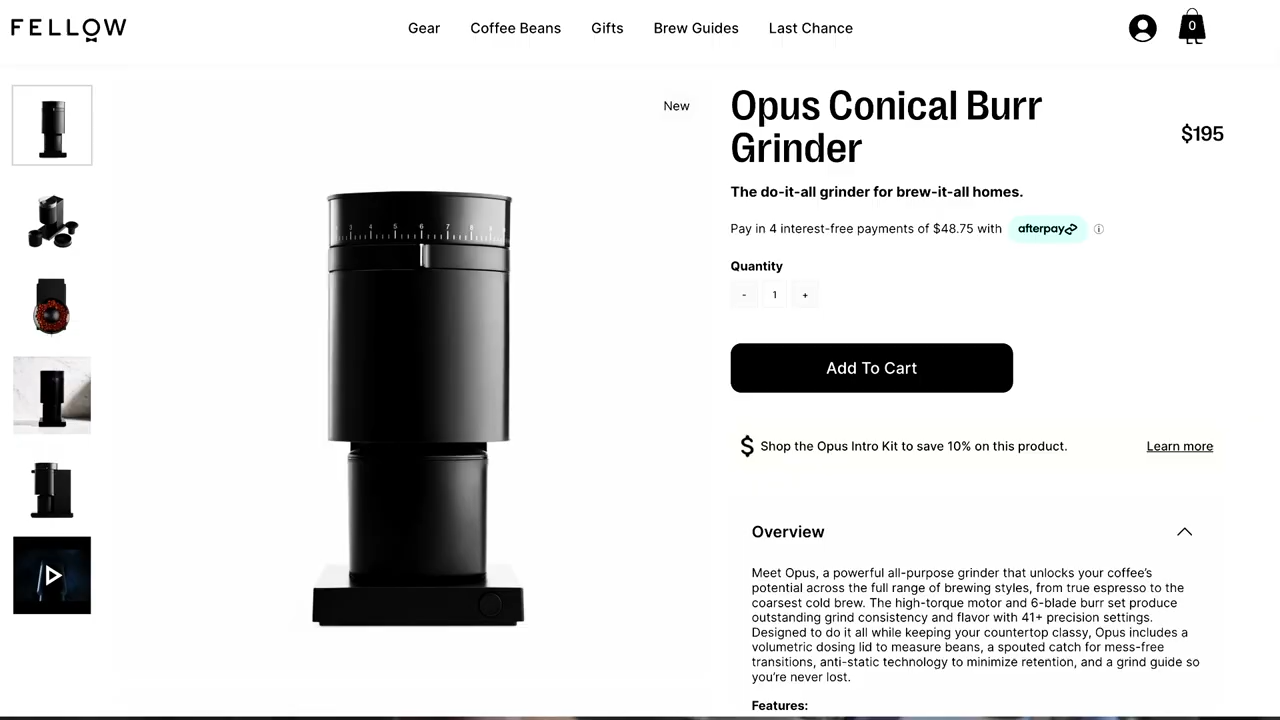 FELLOW
Gear
Coffee Beans
Gifts
Brew Guides
Last Chance
0
New
3 4 5 6 7 8 9
Opus Conical Burr
Grinder
$195
The do-it-all grinder for brew-it-all homes.
Pay in 4 interest-free payments of $48.75 with afterpay
Quantity
- 1 +
Add To Cart
$ Shop the Opus Intro Kit to save 10% on this product. Learn more
Overview
Meet Opus, a powerful all-purpose grinder that unlocks your coffee's
potential across the full range of brewing styles, from true espresso to the
coarsest cold brew. The high-torque motor and 6-blade burr set produce
outstanding grind consistency and flavor with 41+ precision settings.
Designed to do it all while keeping your countertop classy, Opus includes a
volumetric dosing lid to measure beans, a spouted catch for mess-free
transitions, anti-static technology to minimize retention, and a grind guide so
you're never lost.
Features: